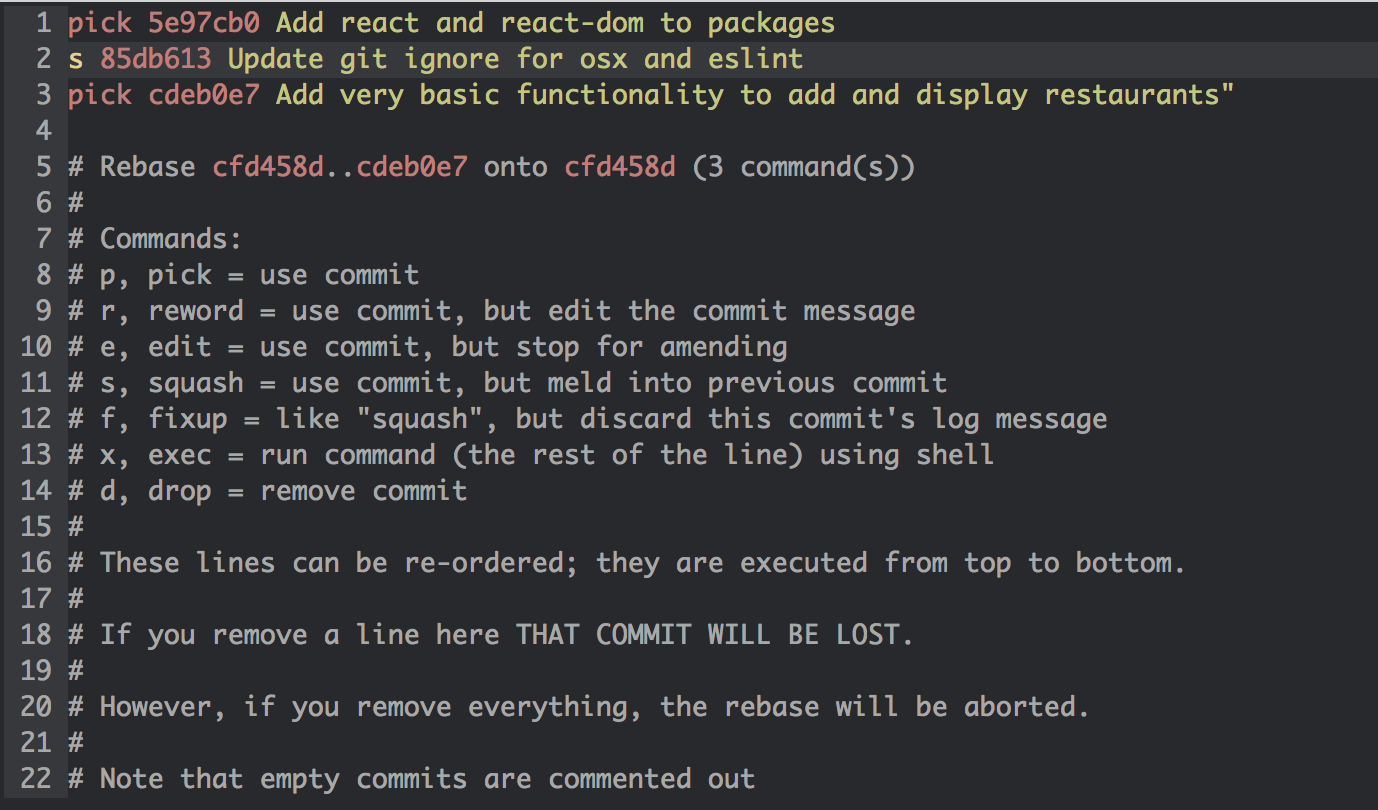 1 pick 5e97cb0 Add react and react-dom to packages
2 s 85db613 Update git ignore for osx and eslint
3 pick cdeb0e7 Add very basic functionality to add and display restaurants"
4
5 # Rebase cfd458d..cdeb0e7 onto cfd458d (3 command(s))
6 #
7 # Commands:
8 # p, pick = use commit
9 # r, reword = use commit, but edit the commit message
10 # e, edit = use commit, but stop for amending
11 # s, squash = use commit, but meld into previous commit
12 # f, fixup = like "squash", but discard this commit's log message
13 # x, exec = run command (the rest of the line) using shell
14 # d, drop = remove commit
15 #
16 # These lines can be re-ordered; they are executed from top to bottom.
17 #
18 # If you remove a line here THAT COMMIT WILL BE LOST.
19 #
20 # However, if you remove everything, the rebase will be aborted.
21 #
22 # Note that empty commits are commented out